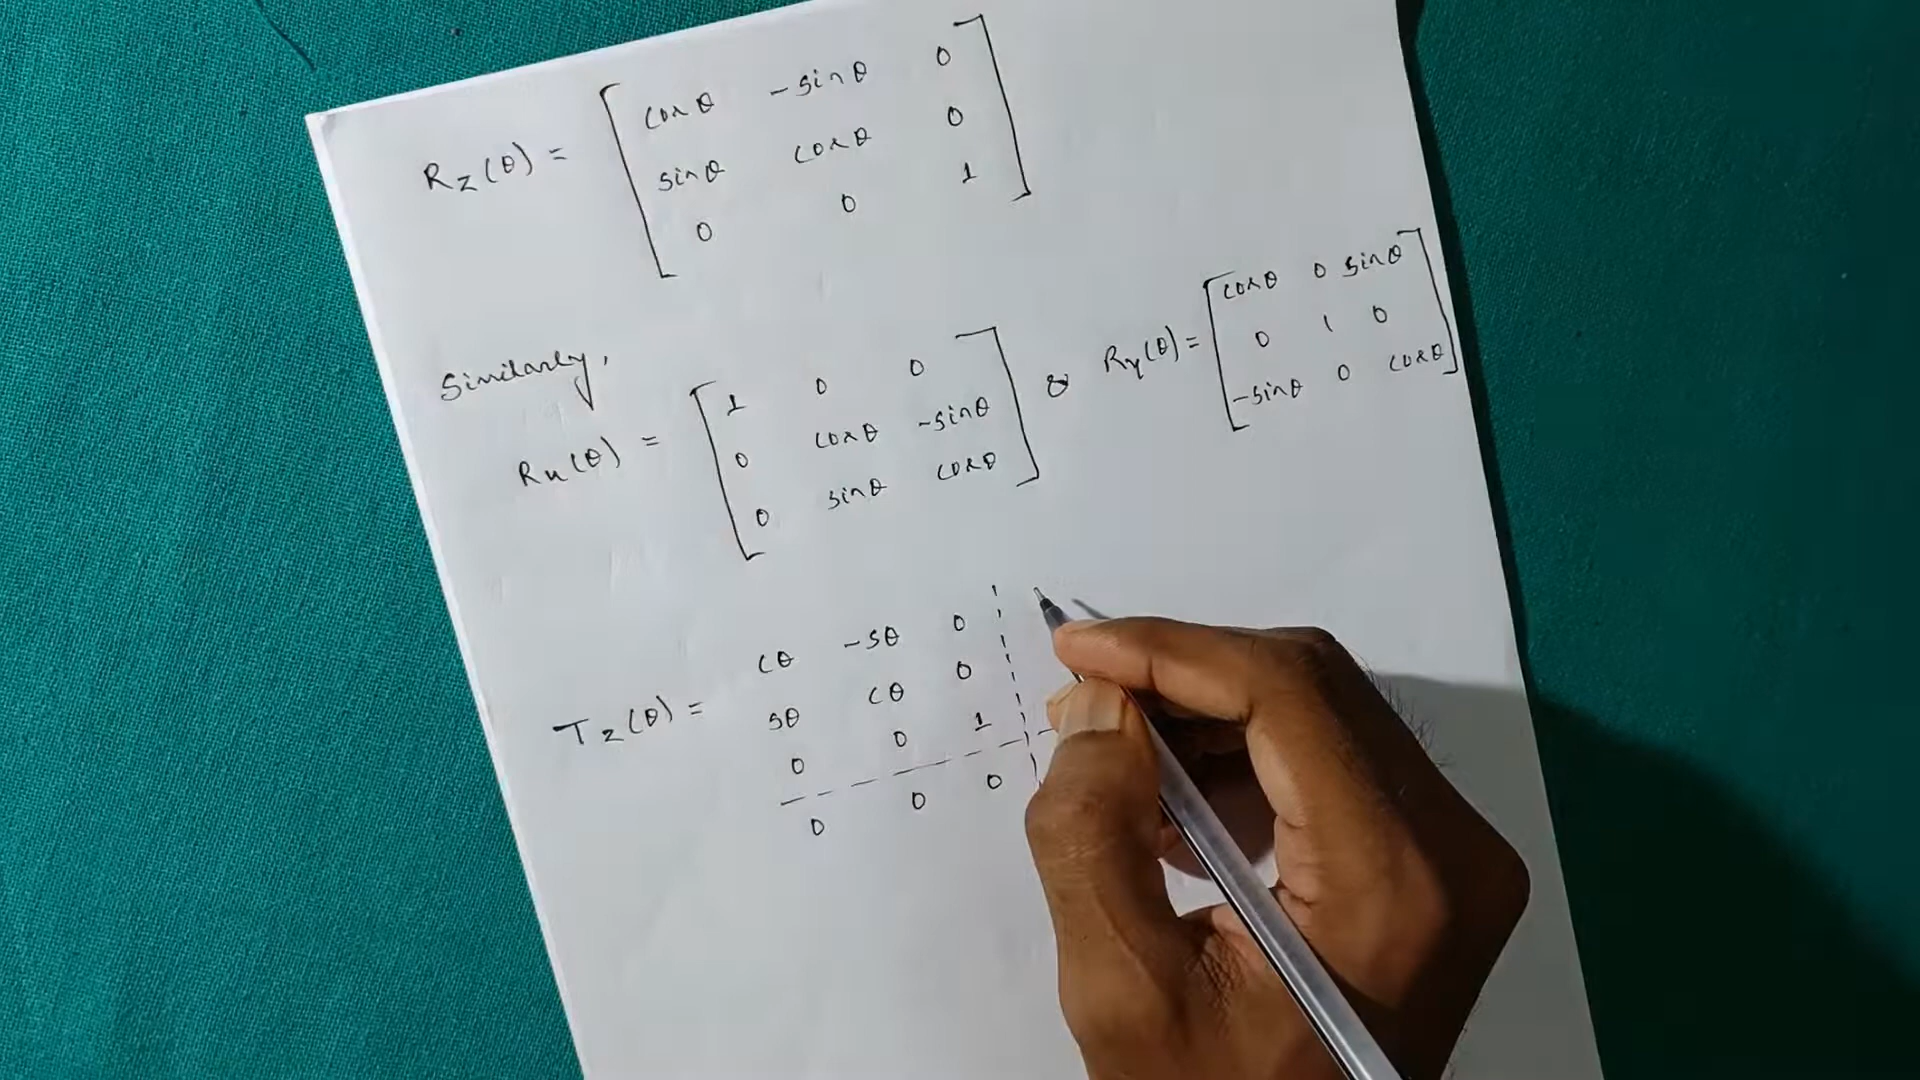 cosθ -sinθ 0
Rz(θ) = sinθ cosθ 0
0 0 1
Similarly,
Rx(θ) = 1 0 0
0 cosθ -sinθ
0 sinθ cosθ
& Ry(θ) = cosθ 0 sinθ
0 1 0
-sinθ 0 cosθ
cθ -sθ 0
Tz(θ) = sθ cθ 0
0 0 1
0 0 0